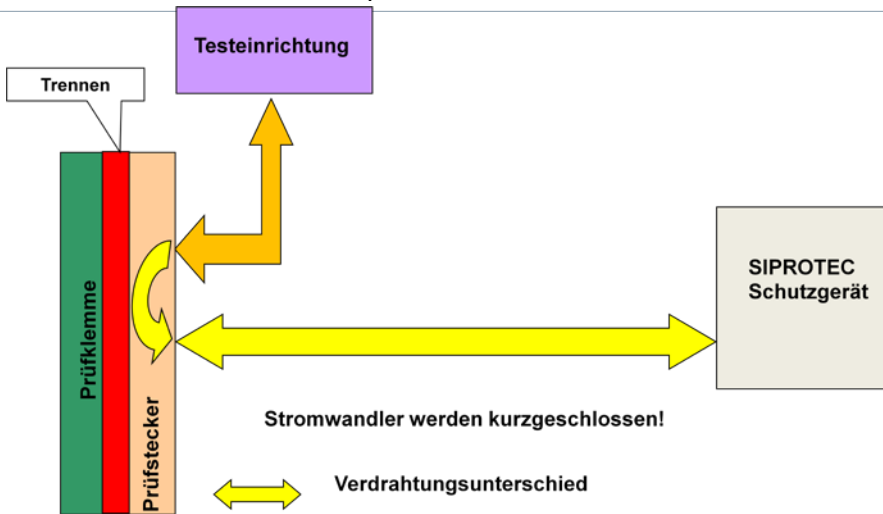 Testeinrichtung
Trennen
Prüfklemme
Prüfstecker
SIPROTEC
Schutzgerät
Stromwandler werden kurzgeschlossen!
Verdrahtungsunterschied